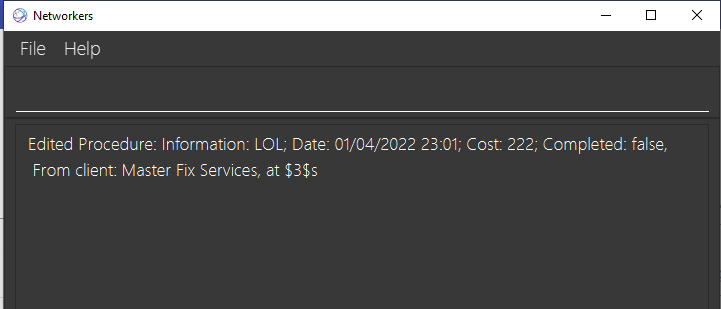 Networkers
File Help
Edited Procedure: Information: LOL; Date: 01/04/2022 23:01; Cost: 222; Completed: false,
From client: Master Fix Services, at $3$s